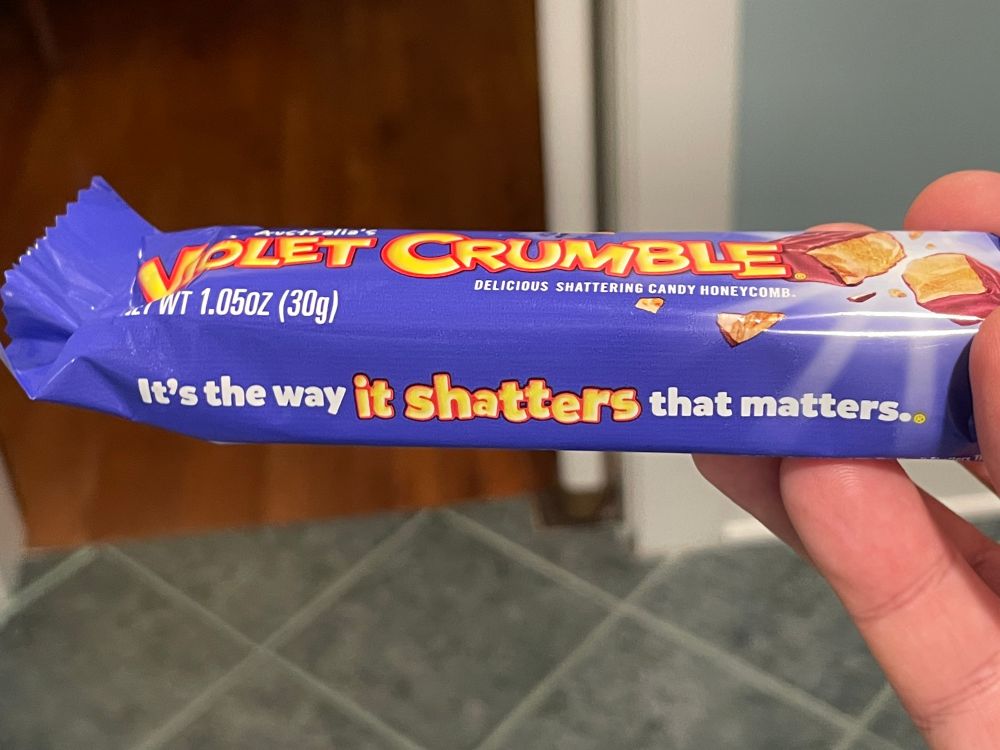 Australia's
VIOLET CRUMBLE®
DELICIOUS SHATTERING CANDY HONEYCOMB.
WT 1.05OZ (30g)
It's the way it shatters that matters.®